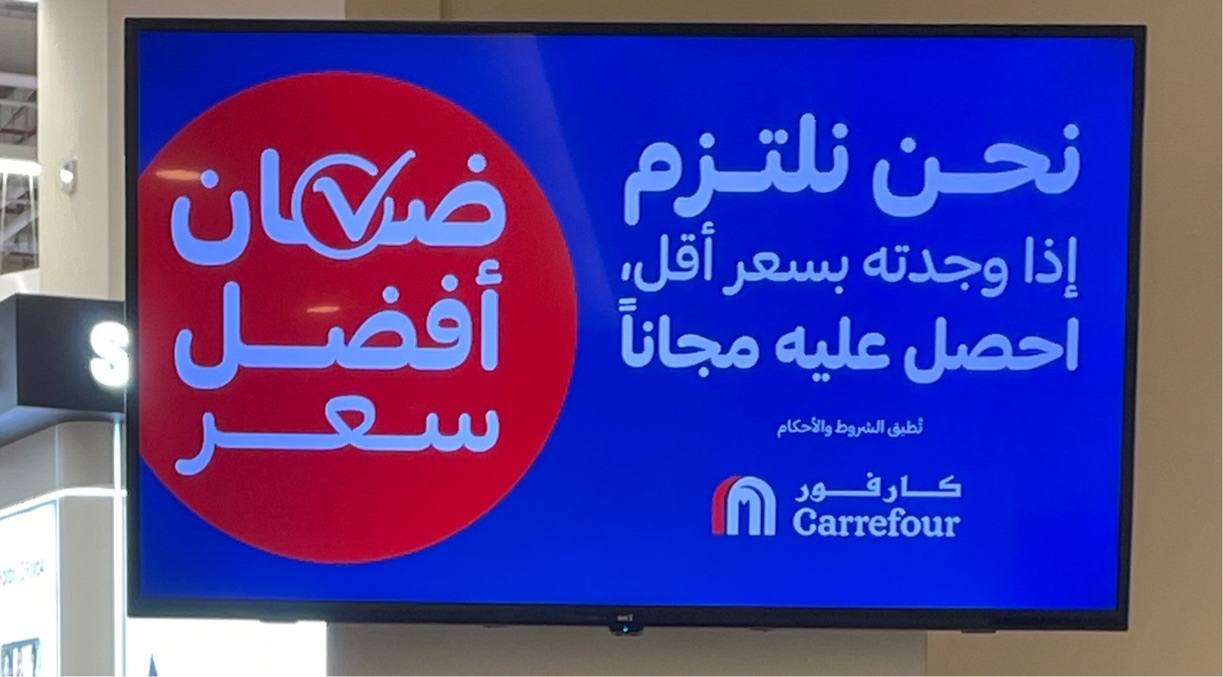 نحن نلتزم
إذا وجدته بسعر أقل،
احصل عليه مجاناً
تُطبق الشروط والأحكام
كارفور
Carrefour
ضمان
أفضل
سعر
S